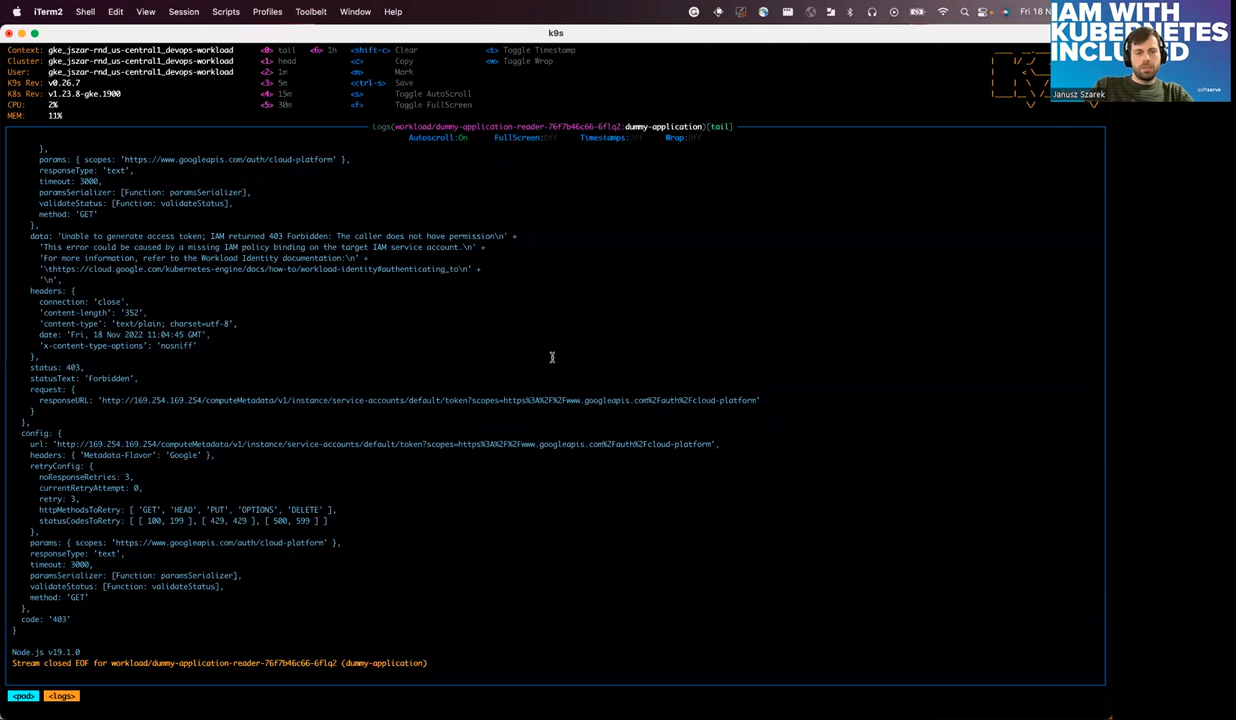 iTerm2 Shell Edit View Session Scripts Profiles Toolbelt Window Help Fri 18 N
k9s
Context: gke_jszar-rnd_us-central1_devops-workload <0> tail <6> 1h <shift-c> Clear <t> Toggle Timestamp
Cluster: gke_jszar-rnd_us-central1_devops-workload <1> head <c> Copy <w> Toggle Wrap
User: gke_jszar-rnd_us-central1_devops-workload <2> 1m <m> Mark
K9s Rev: v0.26.7 <3> 5m <ctrl-s> Save
K8s Rev: v1.23.8-gke.1900 <4> 15m <s> Toggle AutoScroll
CPU: 2% <5> 30m <f> Toggle FullScreen
MEM: 11%
IAM WITH
KUBERNETES
INCLUDED
Janusz Szarek
softserve
Logs(workload/dummy-application-reader-76f7b46c66-6flq2:dummy-application)[tail]
Autoscroll:On FullScreen:Off Timestamps:Off Wrap:Off
},
params: { scopes: 'https://www.googleapis.com/auth/cloud-platform' },
responseType: 'text',
timeout: 3000,
paramsSerializer: [Function: paramsSerializer],
validateStatus: [Function: validateStatus],
method: 'GET'
},
data: 'Unable to generate access token; IAM returned 403 Forbidden: The caller does not have permission\n' +
'This error could be caused by a missing IAM policy binding on the target IAM service account.\n' +
'For more information, refer to the Workload Identity documentation:\n' +
'\thttps://cloud.google.com/kubernetes-engine/docs/how-to/workload-identity#authenticating_to\n' +
'\n',
headers: {
connection: 'close',
'content-length': '352',
'content-type': 'text/plain; charset=utf-8',
date: 'Fri, 18 Nov 2022 11:04:45 GMT',
'x-content-type-options': 'nosniff'
},
status: 403,
statusText: 'Forbidden',
request: {
responseURL: 'http://169.254.169.254/computeMetadata/v1/instance/service-accounts/default/token?scopes=https%3A%2F%2Fwww.googleapis.com%2Fauth%2Fcloud-platform'
}
},
config: {
url: 'http://169.254.169.254/computeMetadata/v1/instance/service-accounts/default/token?scopes=https%3A%2F%2Fwww.googleapis.com%2Fauth%2Fcloud-platform',
headers: { 'Metadata-Flavor': 'Google' },
retryConfig: {
noResponseRetries: 3,
currentRetryAttempt: 0,
retry: 3,
httpMethodsToRetry: [ 'GET', 'HEAD', 'PUT', 'OPTIONS', 'DELETE' ],
statusCodesToRetry: [ [ 100, 199 ], [ 429, 429 ], [ 500, 599 ] ]
},
params: { scopes: 'https://www.googleapis.com/auth/cloud-platform' },
responseType: 'text',
timeout: 3000,
paramsSerializer: [Function: paramsSerializer],
validateStatus: [Function: validateStatus],
method: 'GET'
},
code: '403'
}
Node.js v19.1.0
Stream closed EOF for workload/dummy-application-reader-76f7b46c66-6flq2 (dummy-application)
<pod> <logs>